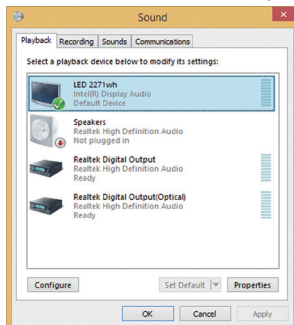 Sound
Playback Recording Sounds Communications
Select a playback device below to modify its settings:
LED 2271wh
Intel(R) Display Audio
Default Device
Speakers
Realtek High Definition Audio
Not plugged in
Realtek Digital Output
Realtek High Definition Audio
Ready
Realtek Digital Output(Optical)
Realtek High Definition Audio
Ready
Configure Set Default Properties
OK Cancel Apply